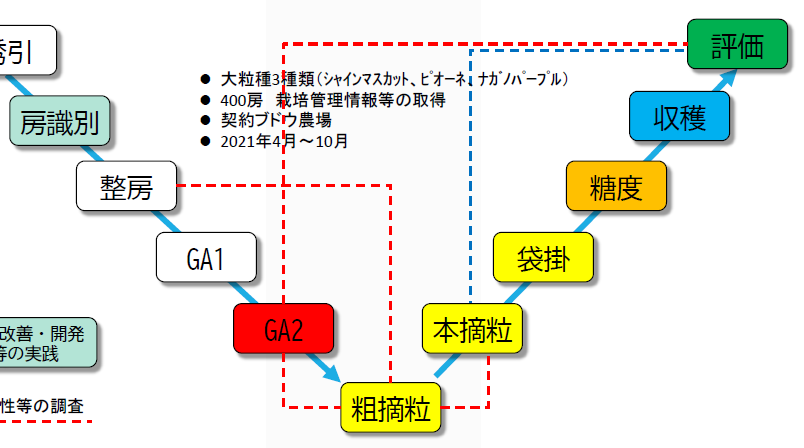 誘引
評価
● 大粒種3種類（ｼｬｲﾝﾏｽｶｯﾄ、ﾋﾟｵｰﾈ、ﾅｶﾞﾉﾊﾟｰﾌﾟﾙ）
● 400房　栽培管理情報等の取得
● 契約ブドウ農場
● 2021年4月～10月
房識別
収穫
整房
糖度
GA1
袋掛
GA2
本摘粒
改善・開発
等の実践
粗摘粒
性等の調査